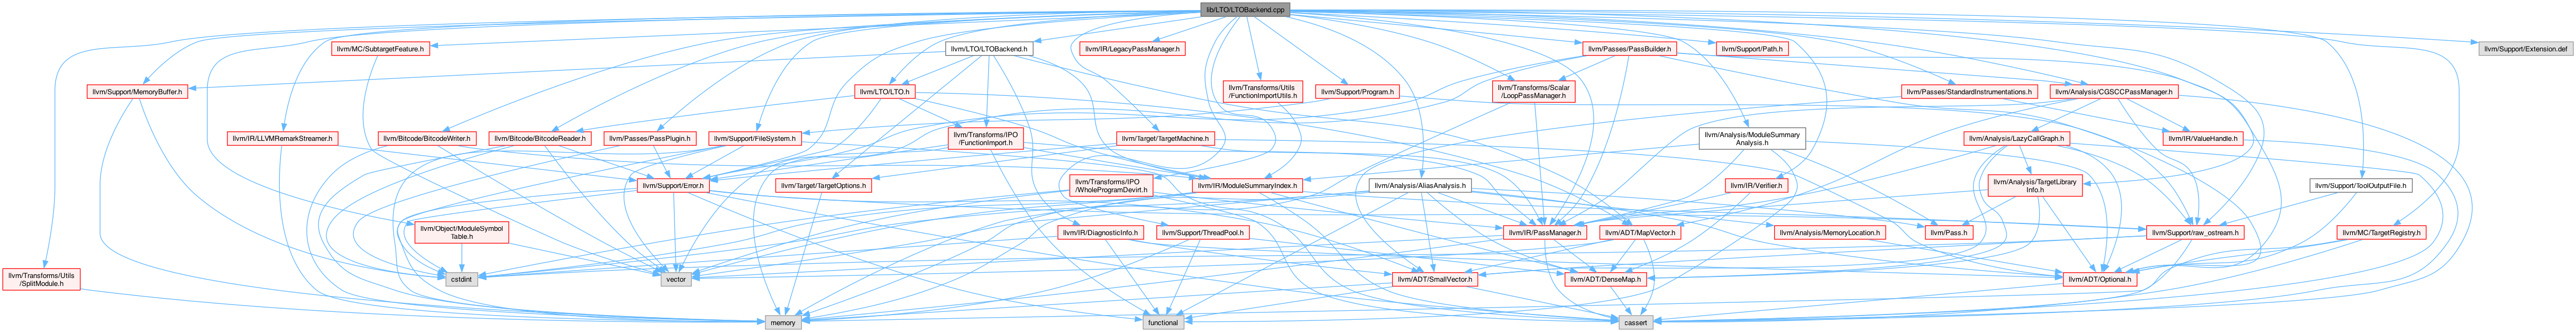 lib/LTO/LTOBackend.cpp
llvm/MC/SubtargetFeature.h
llvm/LTO/LTOBackend.h
llvm/IR/LegacyPassManager.h
llvm/Passes/PassBuilder.h
llvm/Support/Path.h
llvm/Support/Extension.def
llvm/Support/MemoryBuffer.h
llvm/LTO/LTO.h
llvm/Transforms/Utils
/FunctionImportUtils.h
llvm/Support/Program.h
llvm/Transforms/Scalar
/LoopPassManager.h
llvm/Passes/StandardInstrumentations.h
llvm/Analysis/CGSCCPassManager.h
llvm/IR/LLVMRemarkStreamer.h
llvm/Bitcode/BitcodeWriter.h
llvm/Bitcode/BitcodeReader.h
llvm/Passes/PassPlugin.h
llvm/Support/FileSystem.h
llvm/Transforms/IPO
/FunctionImport.h
llvm/Target/TargetMachine.h
llvm/Analysis/ModuleSummary
Analysis.h
llvm/Analysis/LazyCallGraph.h
llvm/IR/ValueHandle.h
llvm/Support/Error.h
llvm/Target/TargetOptions.h
llvm/Transforms/IPO
/WholeProgramDevirt.h
llvm/IR/ModuleSummaryIndex.h
llvm/Analysis/AliasAnalysis.h
llvm/IR/Verifier.h
llvm/Analysis/TargetLibrary
Info.h
llvm/Support/ToolOutputFile.h
llvm/Object/ModuleSymbol
Table.h
llvm/IR/DiagnosticInfo.h
llvm/Support/ThreadPool.h
llvm/IR/PassManager.h
llvm/ADT/MapVector.h
llvm/Analysis/MemoryLocation.h
llvm/Pass.h
llvm/Support/raw_ostream.h
llvm/MC/TargetRegistry.h
llvm/Transforms/Utils
/SplitModule.h
cstdint
vector
llvm/ADT/SmallVector.h
llvm/ADT/DenseMap.h
llvm/ADT/Optional.h
memory
functional
cassert